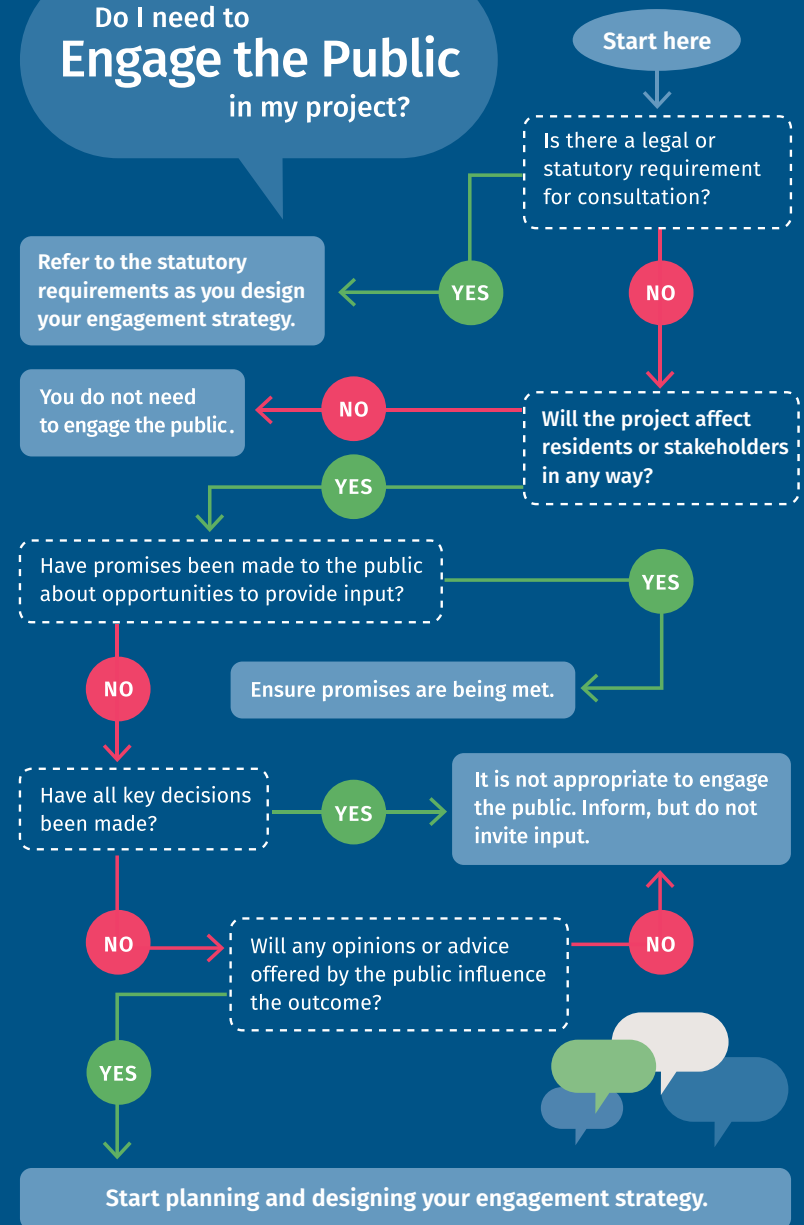 Do I need to
Engage the Public
in my project?
Start here
Is there a legal or
statutory requirement
for consultation?
YES
NO
Refer to the statutory
requirements as you design
your engagement strategy.
You do not need
to engage the public.
NO
Will the project affect
residents or stakeholders
in any way?
YES
Have promises been made to the public
about opportunities to provide input?
YES
NO
Ensure promises are being met.
Have all key decisions
been made?
YES
It is not appropriate to engage
the public. Inform, but do not
invite input.
NO
Will any opinions or advice
offered by the public influence
the outcome?
NO
YES
Start planning and designing your engagement strategy.